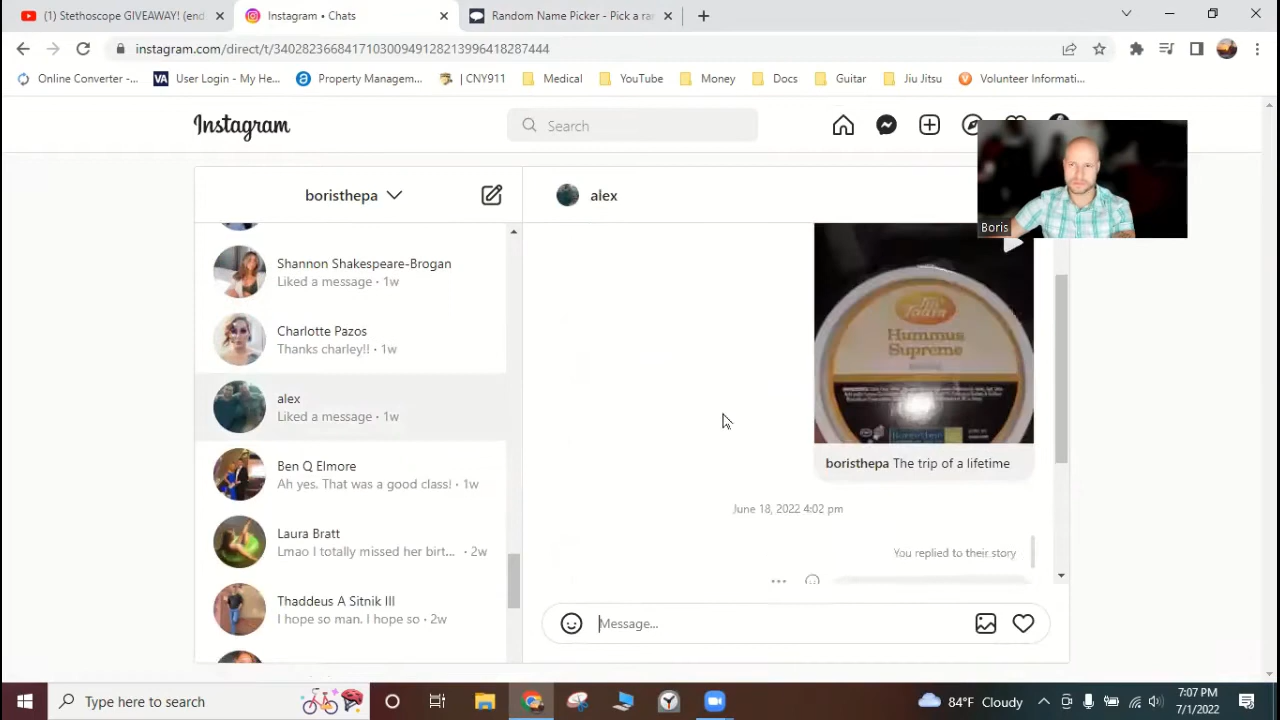 (1) Stethoscope GIVEAWAY! (end
Instagram • Chats
Random Name Picker - Pick a ra
instagram.com/direct/t/340282366841710300949128213996418287444
Online Converter -...
VA User Login - My He...
Property Managem...
| CNY911
Medical
YouTube
Money
Docs
Guitar
Jiu Jitsu
Volunteer Informati...
Instagram
Search
boristhepa
alex
Boris
Shannon Shakespeare-Brogan
Liked a message • 1w
Charlotte Pazos
Thanks charley!! • 1w
alex
Liked a message • 1w
Ben Q Elmore
Ah yes. That was a good class! • 1w
Laura Bratt
Lmao I totally missed her birt... • 2w
Thaddeus A Sitnik III
I hope so man. I hope so • 2w
Hummus
Supreme
boristhepa The trip of a lifetime
June 18, 2022 4:02 pm
You replied to their story
Message...
Type here to search
84°F Cloudy
7:07 PM
7/1/2022